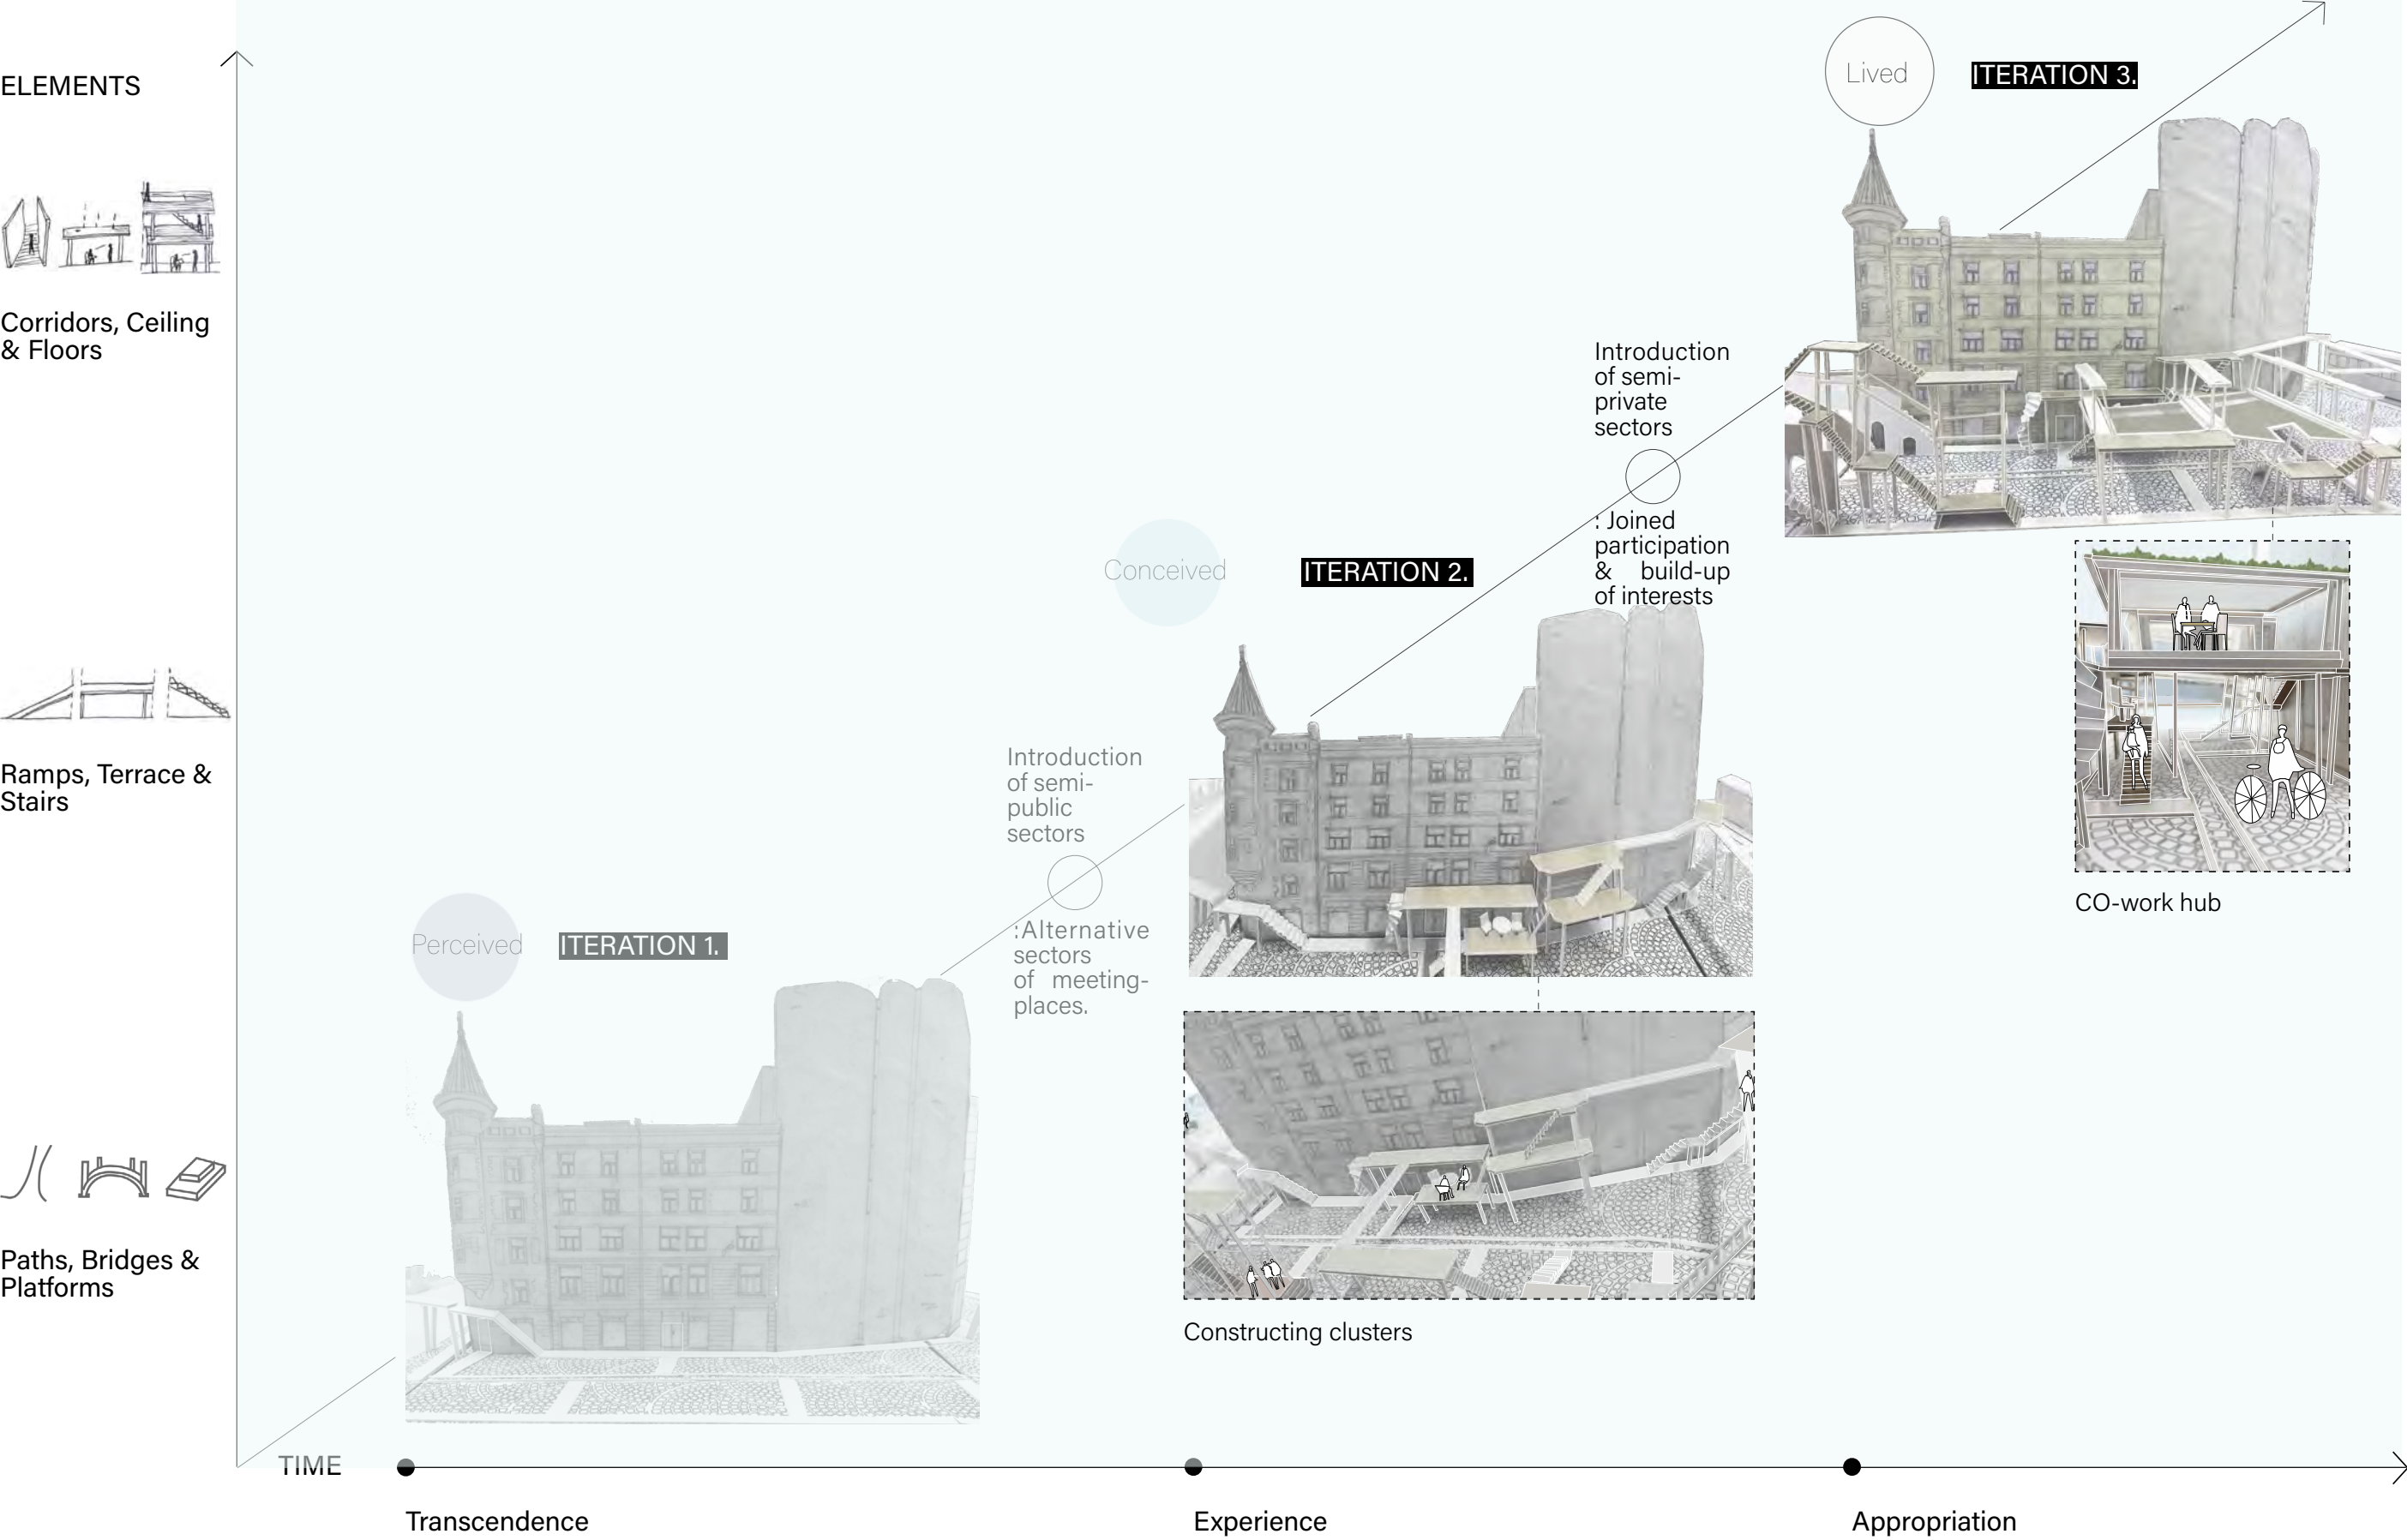 ELEMENTS
Corridors, Ceiling
& Floors
Ramps, Terrace &
Stairs
Paths, Bridges &
Platforms
Lived
ITERATION 3.
Introduction
of semi-
private
sectors
: Joined
participation
& build-up
of interests
CO-work hub
Conceived
ITERATION 2.
Introduction
of semi-
public
sectors
:Alternative
sectors
of meeting-
places.
Constructing clusters
Perceived
ITERATION 1.
TIME
Transcendence
Experience
Appropriation